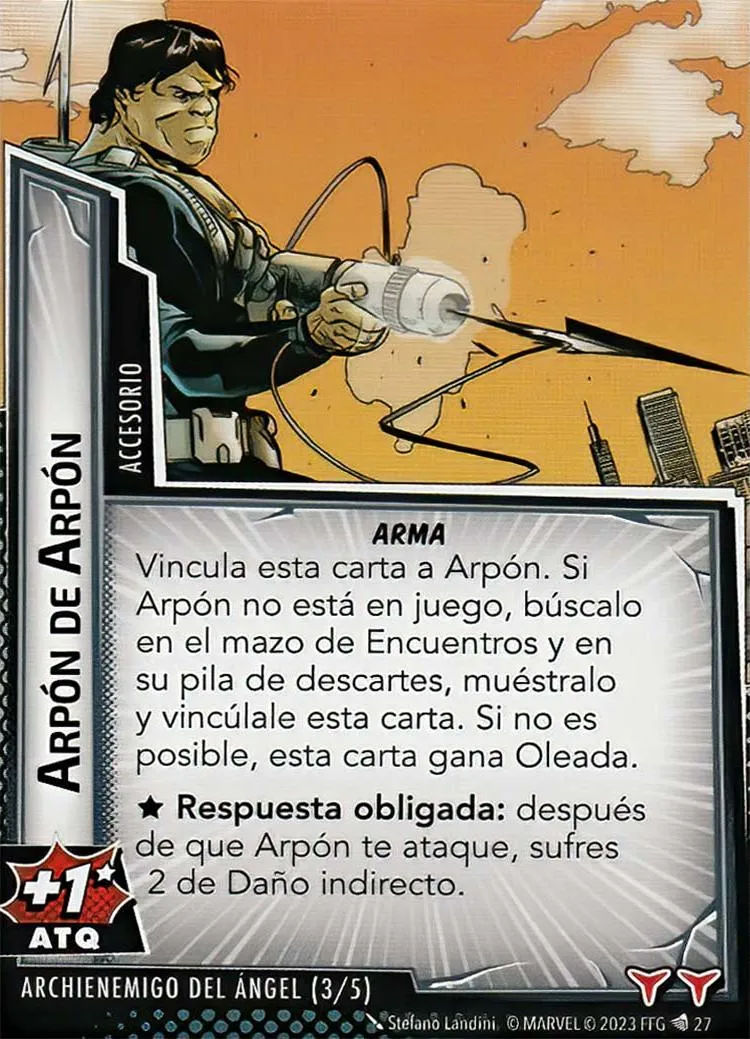 ACCESORIO
ARPÓN DE ARPÓN
ARMA
Vincula esta carta a Arpón. Si
Arpón no está en juego, búscalo
en el mazo de Encuentros y en
su pila de descartes, muéstralo
y vincúlale esta carta. Si no es
posible, esta carta gana Oleada.
★ Respuesta obligada: después
de que Arpón te ataque, sufres
2 de Daño indirecto.
+1★
ATQ
ARCHIENEMIGO DEL ÁNGEL (3/5)
Stefano Landini. © MARVEL © 2023 FFG 27